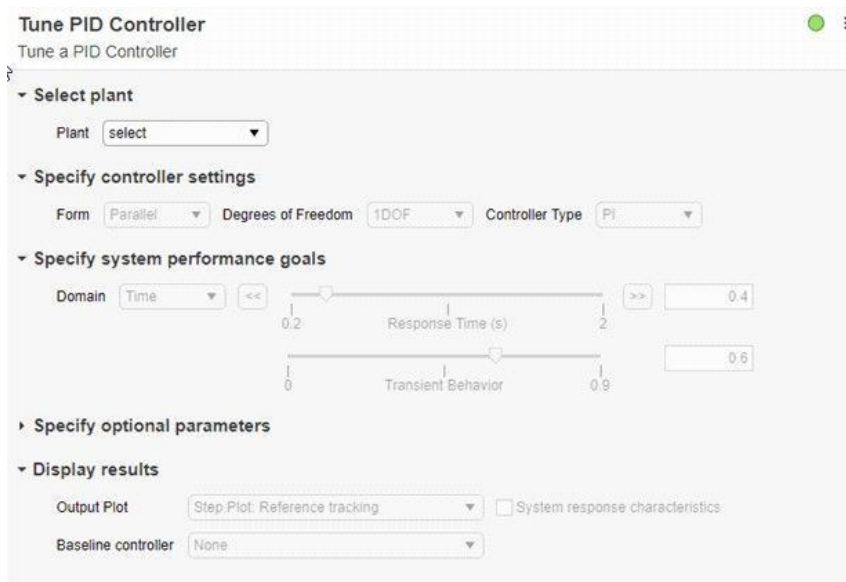 Tune PID Controller
Tune a PID Controller
Select plant
Plant select
Specify controller settings
Form Parallel Degrees of Freedom 1DOF Controller Type PI
Specify system performance goals
Domain Time << >> 0.4
0.2 Response Time (s) 2
0.6
0 Transient Behavior 0.9
Specify optional parameters
Display results
Output Plot Step Plot: Reference tracking System response characteristics
Baseline controller None